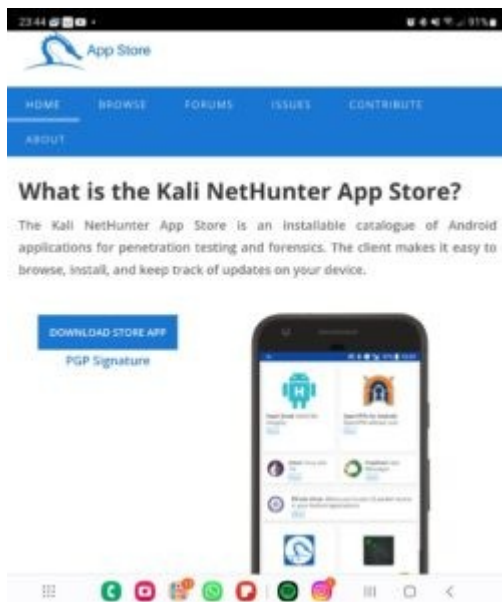 23:44
91%
App Store
HOME BROWSE FORUMS ISSUES CONTRIBUTE
ABOUT
What is the Kali NetHunter App Store?
The Kali NetHunter App Store is an installable catalogue of Android
applications for penetration testing and forensics. The client makes it easy to
browse, install, and keep track of updates on your device.
DOWNLOAD STORE APP
PGP Signature